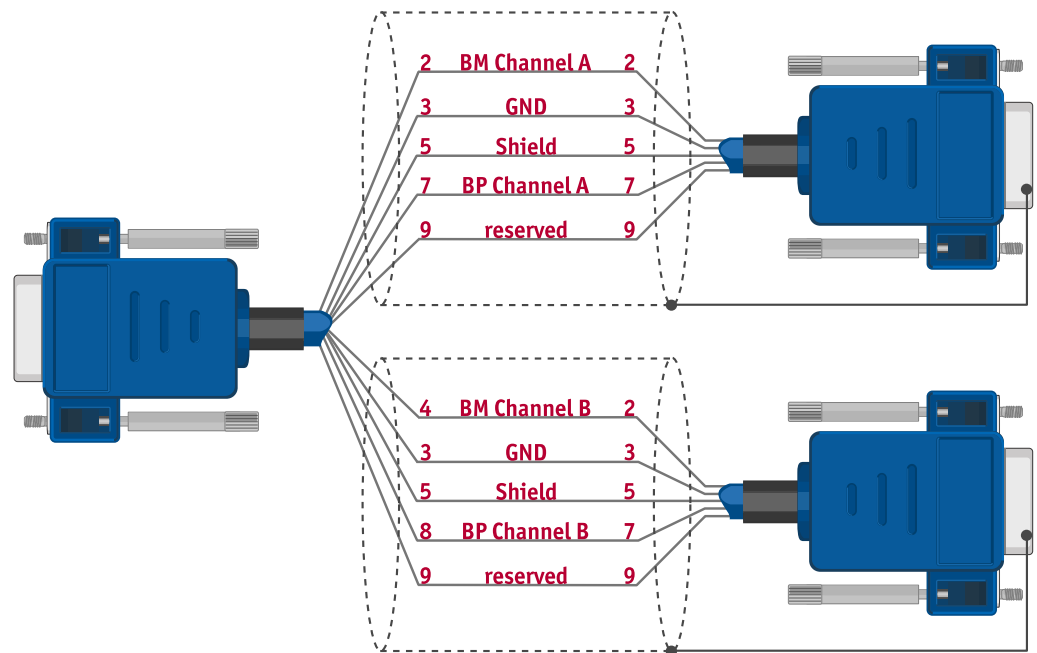 2 BM Channel A 2
3 GND 3
5 Shield 5
7 BP Channel A 7
9 reserved 9
4 BM Channel B 2
3 GND 3
5 Shield 5
8 BP Channel B 7
9 reserved 9